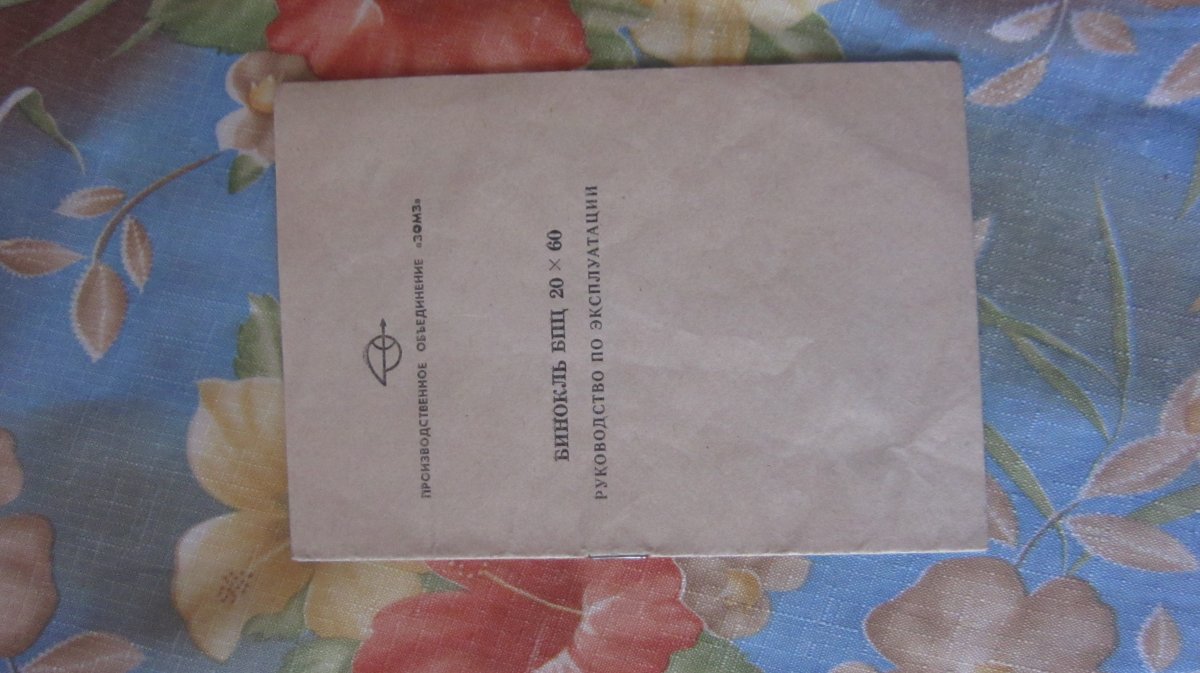 ПРОИЗВОДСТВЕННОЕ ОБЪЕДИНЕНИЕ «ЗОМЗ»
БИНОКЛЬ БПЦ 20 × 60
РУКОВОДСТВО ПО ЭКСПЛУАТАЦИИ